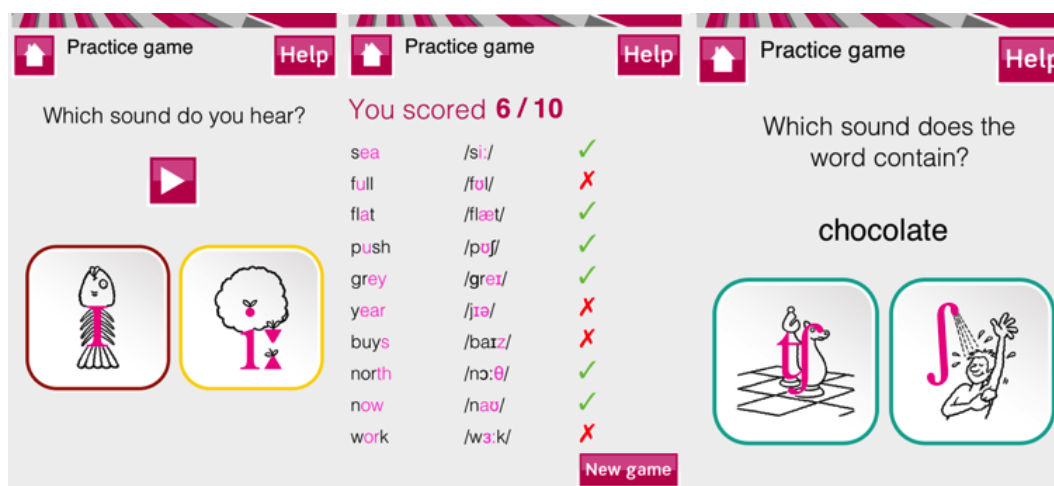 Practice game
Help
Which sound do you hear?
ɪ
iː
Practice game
Help
You scored 6 / 10
sea /siː/ ✓
full /fʊl/ ✗
flat /flæt/ ✓
push /pʊʃ/ ✓
grey /greɪ/ ✓
year /jɪə/ ✗
buys /baɪz/ ✗
north /nɔːθ/ ✓
now /naʊ/ ✓
work /wɜːk/ ✗
New game
Practice game
Help
Which sound does the
word contain?
chocolate
tʃ
ʃ